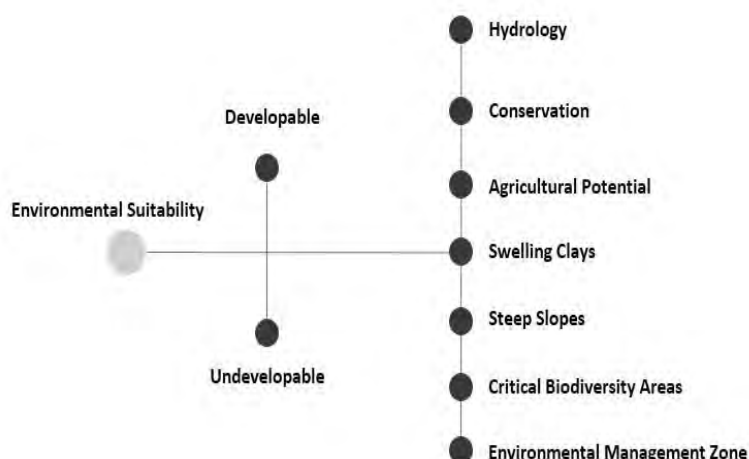 Environmental Suitability
Developable
Undevelopable
Hydrology
Conservation
Agricultural Potential
Swelling Clays
Steep Slopes
Critical Biodiversity Areas
Environmental Management Zone